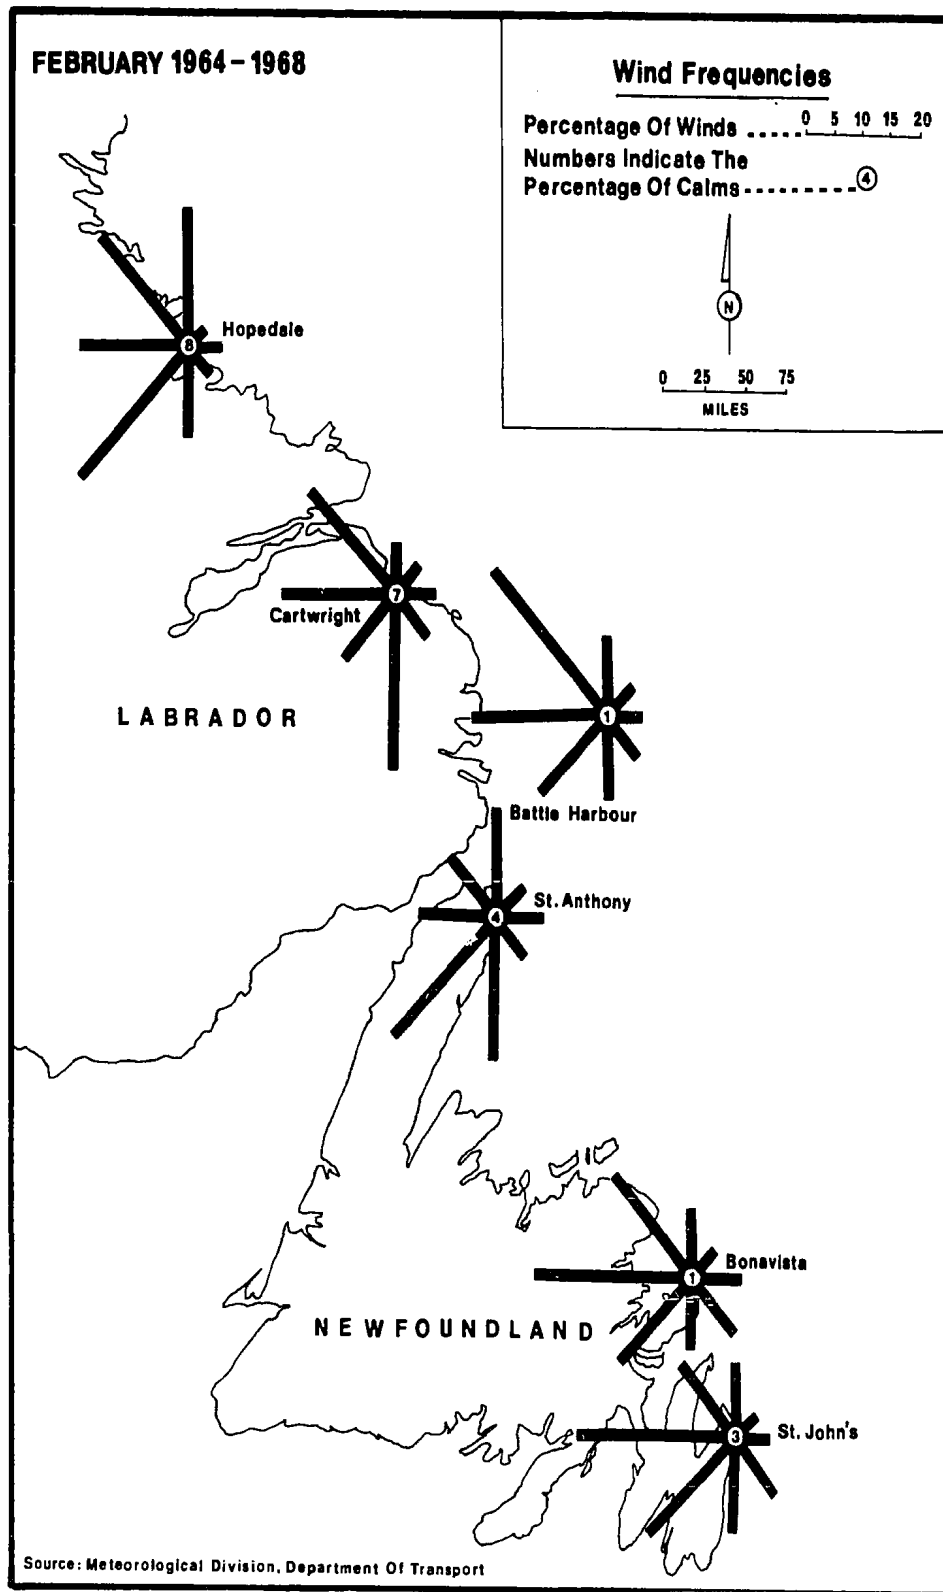 FEBRUARY 1964-1968
Wind Frequencies
Percentage Of Winds ..... 0 5 10 15 20
Numbers Indicate The
Percentage Of Calms ......... 4
N
0 25 50 75
MILES
Hopedale
8
7
Cartwright
LABRADOR
1
Battle Harbour
St. Anthony
4
Bonavista
1
NEWFOUNDLAND
St. John's
3
Source: Meteorological Division, Department Of Transport